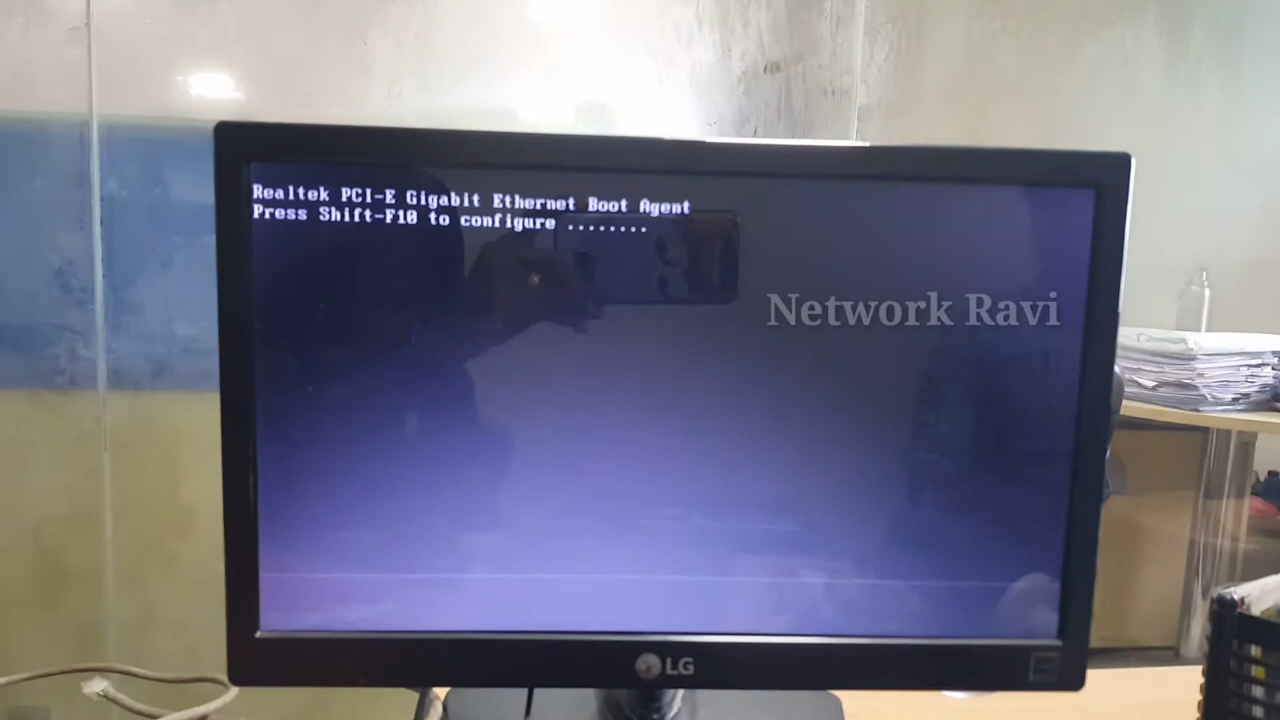 Realtek PCI-E Gigabit Ethernet Boot Agent
Press Shift-F10 to configure ........
Network Ravi
LG